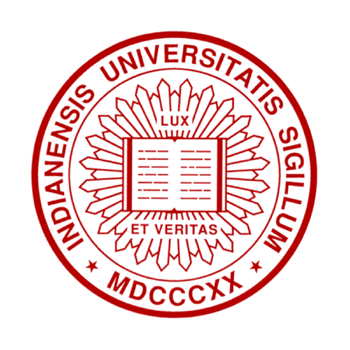 INDIANENSIS UNIVERSITATIS SIGILLUM
LUX
ET VERITAS
★ MDCCCXX ★